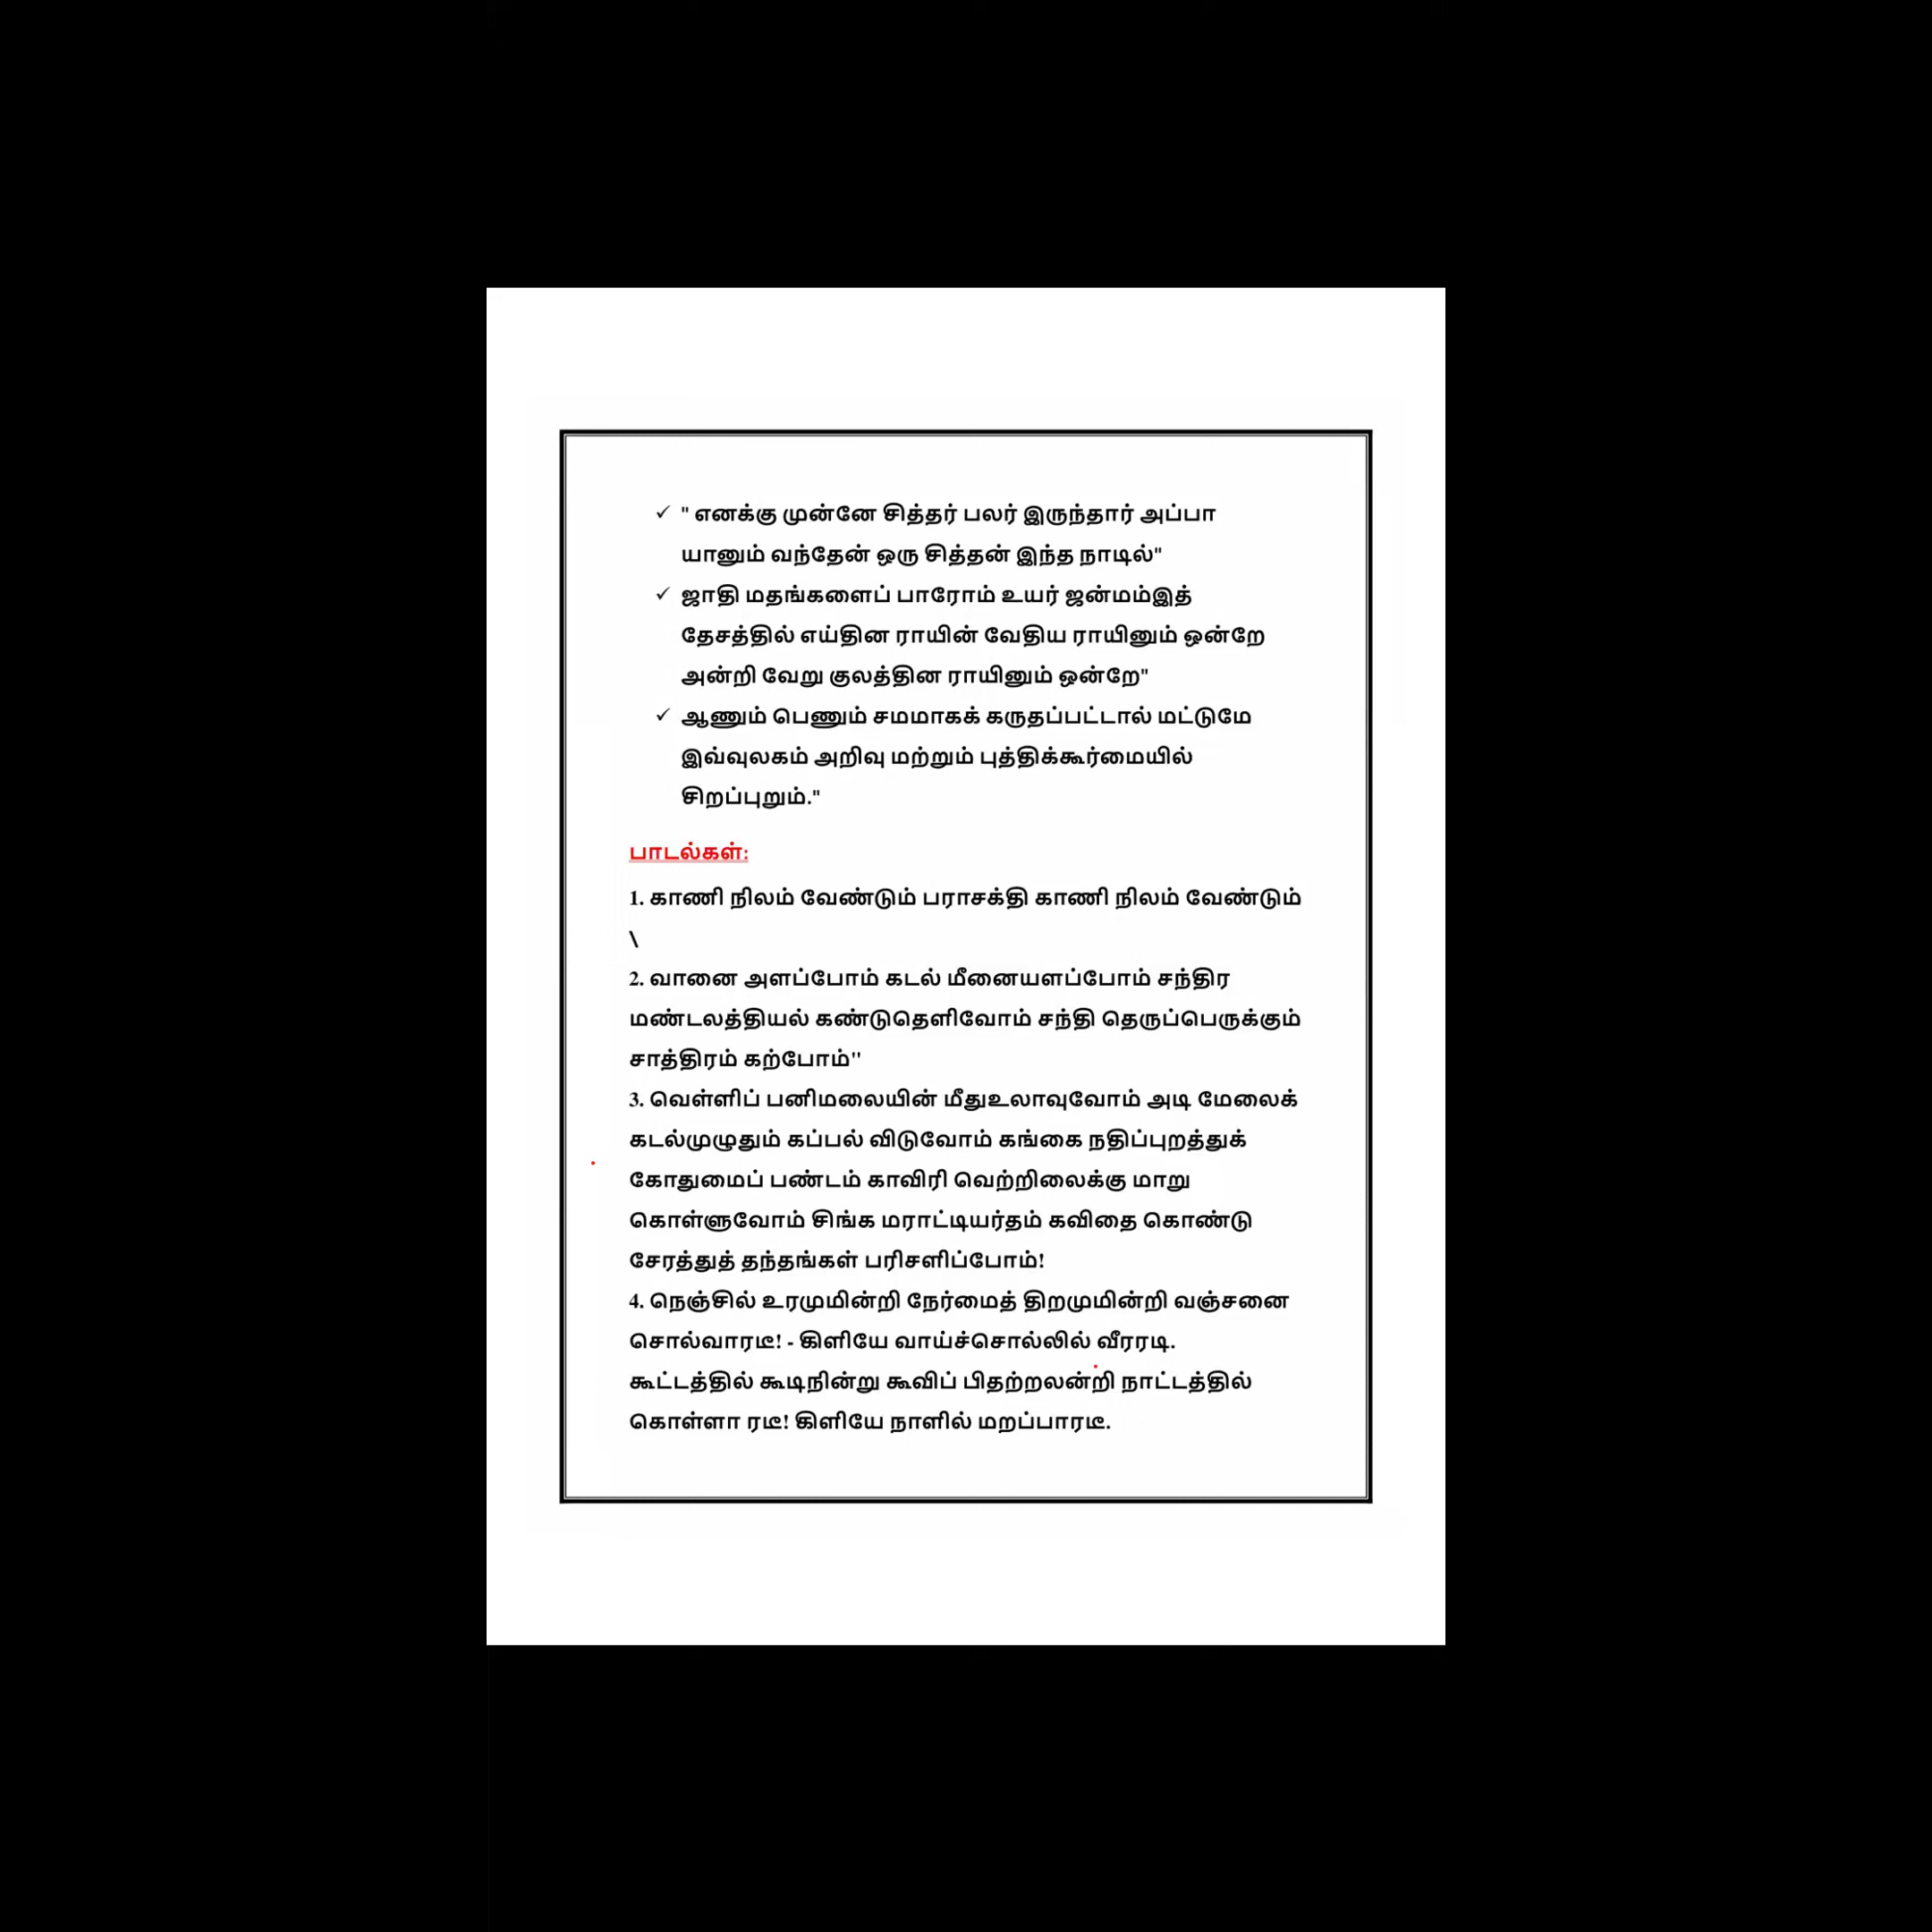 ✓ " எனக்கு முன்னே சித்தர் பலர் இருந்தார் அப்பா
யானும் வந்தேன் ஒரு சித்தன் இந்த நாடில்"
✓ ஜாதி மதங்களைப் பாரோம் உயர் ஜன்மம்இத்
தேசத்தில் எய்தின ராயின் வேதிய ராயினும் ஒன்றே
அன்றி வேறு குலத்தின ராயினும் ஒன்றே"
✓ ஆணும் பெணும் சமமாகக் கருதப்பட்டால் மட்டுமே
இவ்வுலகம் அறிவு மற்றும் புத்திக்கூர்மையில்
சிறப்புறும்."
பாடல்கள்:
1. காணி நிலம் வேண்டும் பராசக்தி காணி நிலம் வேண்டும்
\
2. வானை அளப்போம் கடல் மீனையளப்போம் சந்திர
மண்டலத்தியல் கண்டுதெளிவோம் சந்தி தெருப்பெருக்கும்
சாத்திரம் கற்போம்"
3. வெள்ளிப் பனிமலையின் மீதுஉலாவுவோம் அடி மேலைக்
கடல்முழுதும் கப்பல் விடுவோம் கங்கை நதிப்புறத்துக்
கோதுமைப் பண்டம் காவிரி வெற்றிலைக்கு மாறு
கொள்ளுவோம் சிங்க மராட்டியர்தம் கவிதை கொண்டு
சேரத்துத் தந்தங்கள் பரிசளிப்போம்!
4. நெஞ்சில் உரமுமின்றி நேர்மைத் திறமுமின்றி வஞ்சனை
சொல்வாரடீ! - கிளியே வாய்ச்சொல்லில் வீரரடி.
கூட்டத்தில் கூடிநின்று கூவிப் பிதற்றலன்றி நாட்டத்தில்
கொள்ளா ரடீ! கிளியே நாளில் மறப்பாரடீ.